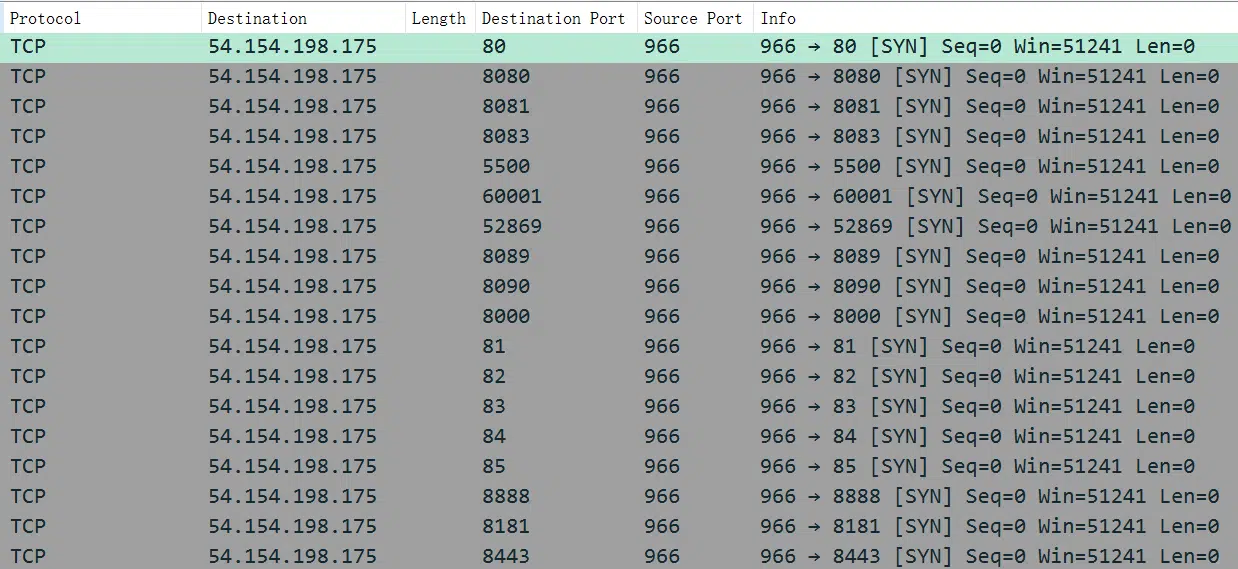 Protocol Destination Length Destination Port Source Port Info
TCP 54.154.198.175 80 966 966 → 80 [SYN] Seq=0 Win=51241 Len=0
TCP 54.154.198.175 8080 966 966 → 8080 [SYN] Seq=0 Win=51241 Len=0
TCP 54.154.198.175 8081 966 966 → 8081 [SYN] Seq=0 Win=51241 Len=0
TCP 54.154.198.175 8083 966 966 → 8083 [SYN] Seq=0 Win=51241 Len=0
TCP 54.154.198.175 5500 966 966 → 5500 [SYN] Seq=0 Win=51241 Len=0
TCP 54.154.198.175 60001 966 966 → 60001 [SYN] Seq=0 Win=51241 Len=0
TCP 54.154.198.175 52869 966 966 → 52869 [SYN] Seq=0 Win=51241 Len=0
TCP 54.154.198.175 8089 966 966 → 8089 [SYN] Seq=0 Win=51241 Len=0
TCP 54.154.198.175 8090 966 966 → 8090 [SYN] Seq=0 Win=51241 Len=0
TCP 54.154.198.175 8000 966 966 → 8000 [SYN] Seq=0 Win=51241 Len=0
TCP 54.154.198.175 81 966 966 → 81 [SYN] Seq=0 Win=51241 Len=0
TCP 54.154.198.175 82 966 966 → 82 [SYN] Seq=0 Win=51241 Len=0
TCP 54.154.198.175 83 966 966 → 83 [SYN] Seq=0 Win=51241 Len=0
TCP 54.154.198.175 84 966 966 → 84 [SYN] Seq=0 Win=51241 Len=0
TCP 54.154.198.175 85 966 966 → 85 [SYN] Seq=0 Win=51241 Len=0
TCP 54.154.198.175 8888 966 966 → 8888 [SYN] Seq=0 Win=51241 Len=0
TCP 54.154.198.175 8181 966 966 → 8181 [SYN] Seq=0 Win=51241 Len=0
TCP 54.154.198.175 8443 966 966 → 8443 [SYN] Seq=0 Win=51241 Len=0